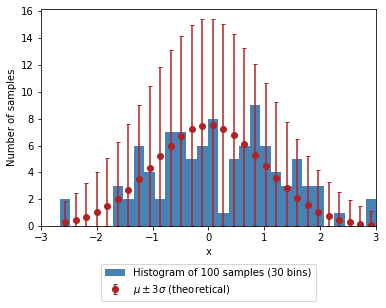 16
14
12
10
8
6
4
2
0
Number of samples
−3 −2 −1 0 1 2 3
x
Histogram of 100 samples (30 bins)
μ ± 3σ (theoretical)